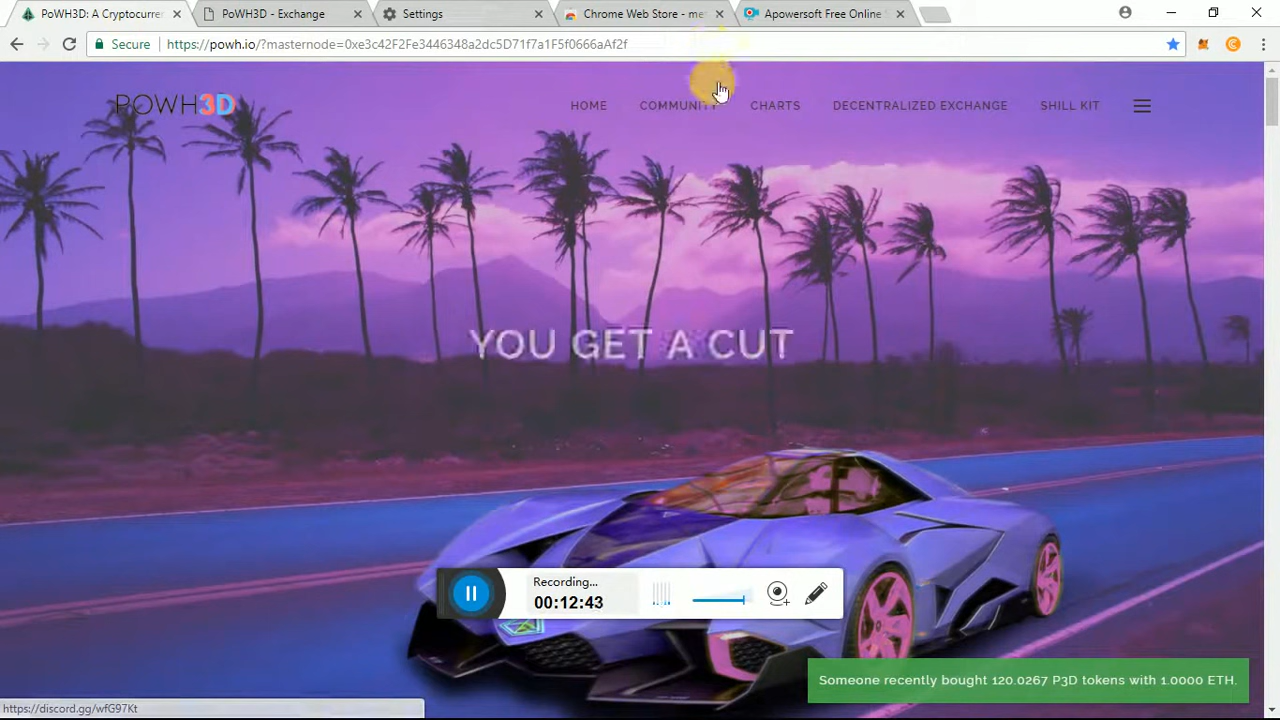 PoWH3D: A Cryptocurrer
PoWH3D - Exchange
Settings
Chrome Web Store - me
Apowersoft Free Online
Secure
https://powh.io/?masternode=0xe3c42F2Fe3446348a2dc5D71f7a1F5f0666aAf2f
POWH3D
HOME
COMMUNITY
CHARTS
DECENTRALIZED EXCHANGE
SHILL KIT
YOU GET A CUT
Recording...
00:12:43
Someone recently bought 120.0267 P3D tokens with 1.0000 ETH.
https://discord.gg/wfG97Kt